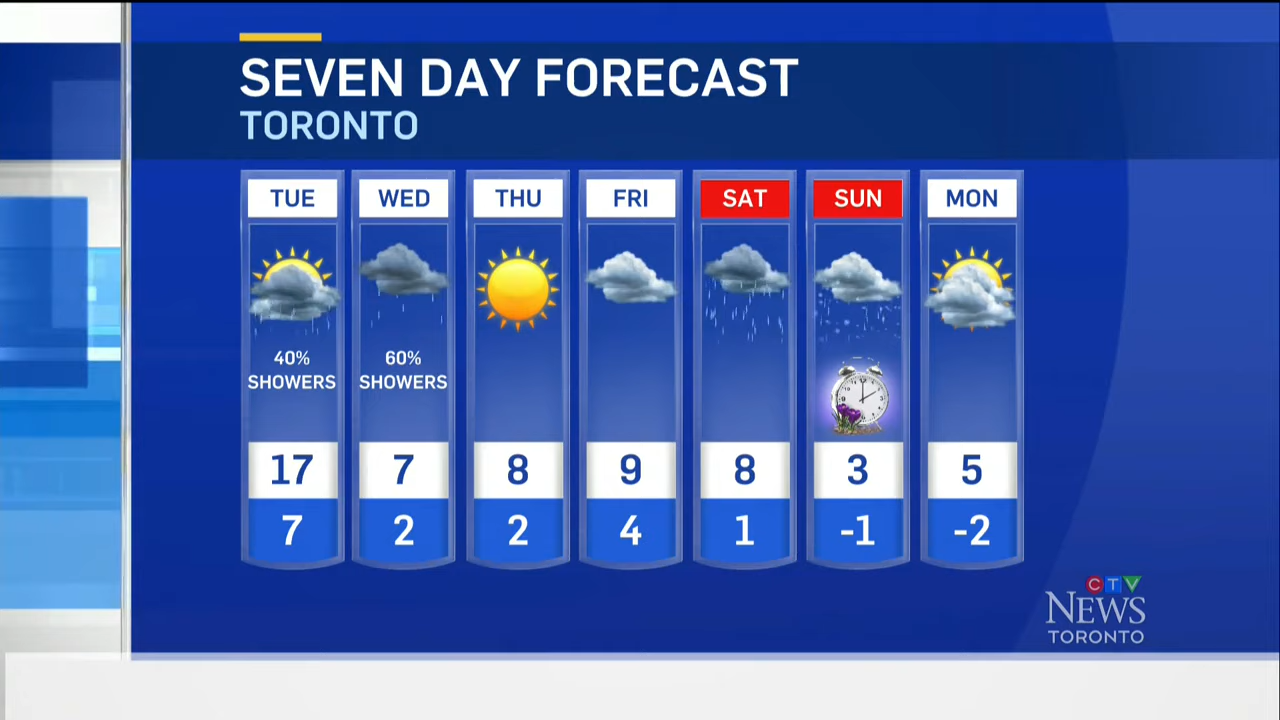 SEVEN DAY FORECAST
TORONTO
TUE WED THU FRI SAT SUN MON
40% SHOWERS
60% SHOWERS
17 7 8 9 8 3 5
7 2 2 4 1 -1 -2
CTV
NEWS
TORONTO